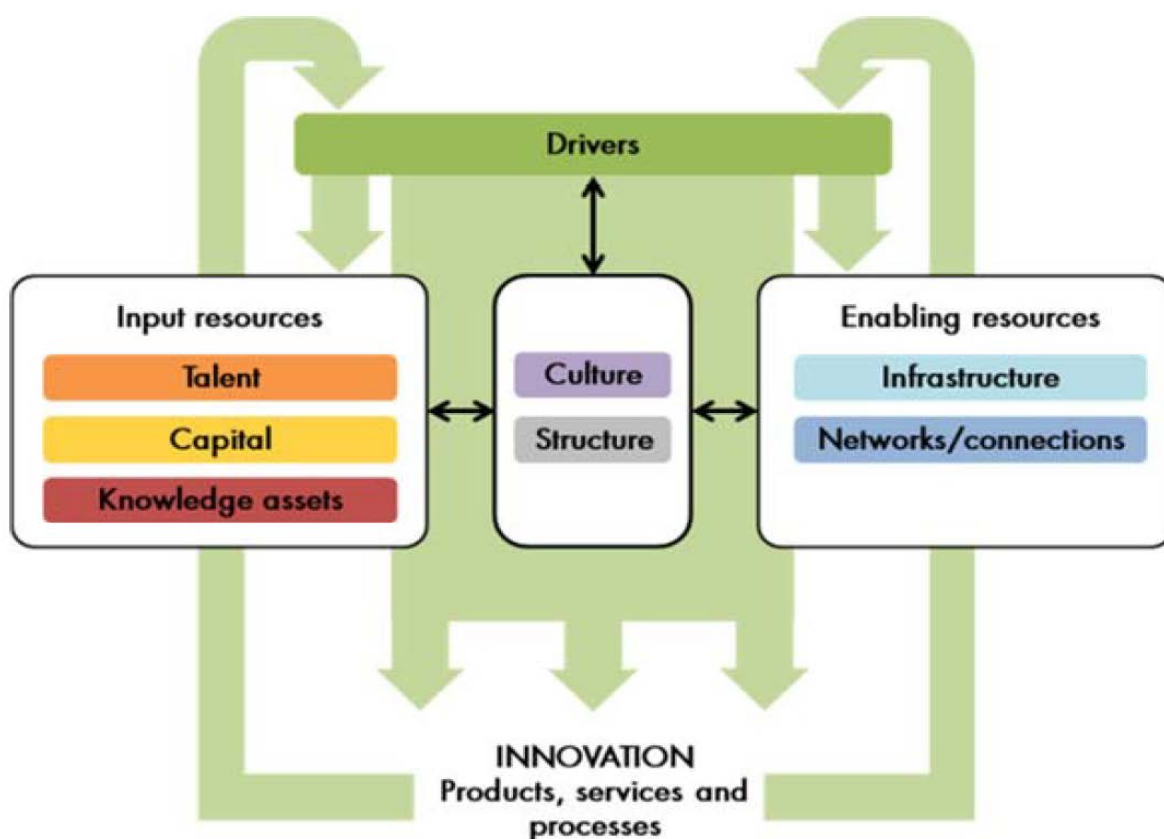 Drivers
Input resources
Talent
Capital
Knowledge assets
Culture
Structure
Enabling resources
Infrastructure
Networks/connections
INNOVATION
Products, services and
processes